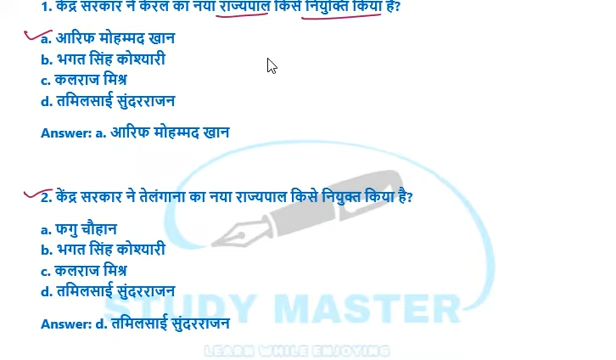 1. केंद्र सरकार ने केरल का नया राज्यपाल किसे नियुक्ति किया है?
a. आरिफ मोहम्मद खान
b. भगत सिंह कोश्यारी
c. कलराज मिश्र
d. तमिलसाई सुंदरराजन
Answer: a. आरिफ मोहम्मद खान
2. केंद्र सरकार ने तेलंगाना का नया राज्यपाल किसे नियुक्त किया है?
a. फगु चौहान
b. भगत सिंह कोश्यारी
c. कलराज मिश्र
d. तमिलसाई सुंदरराजन
STUDY MASTER
Answer: d. तमिलसाई सुंदरराजन
LEARN WHILE ENJOYING